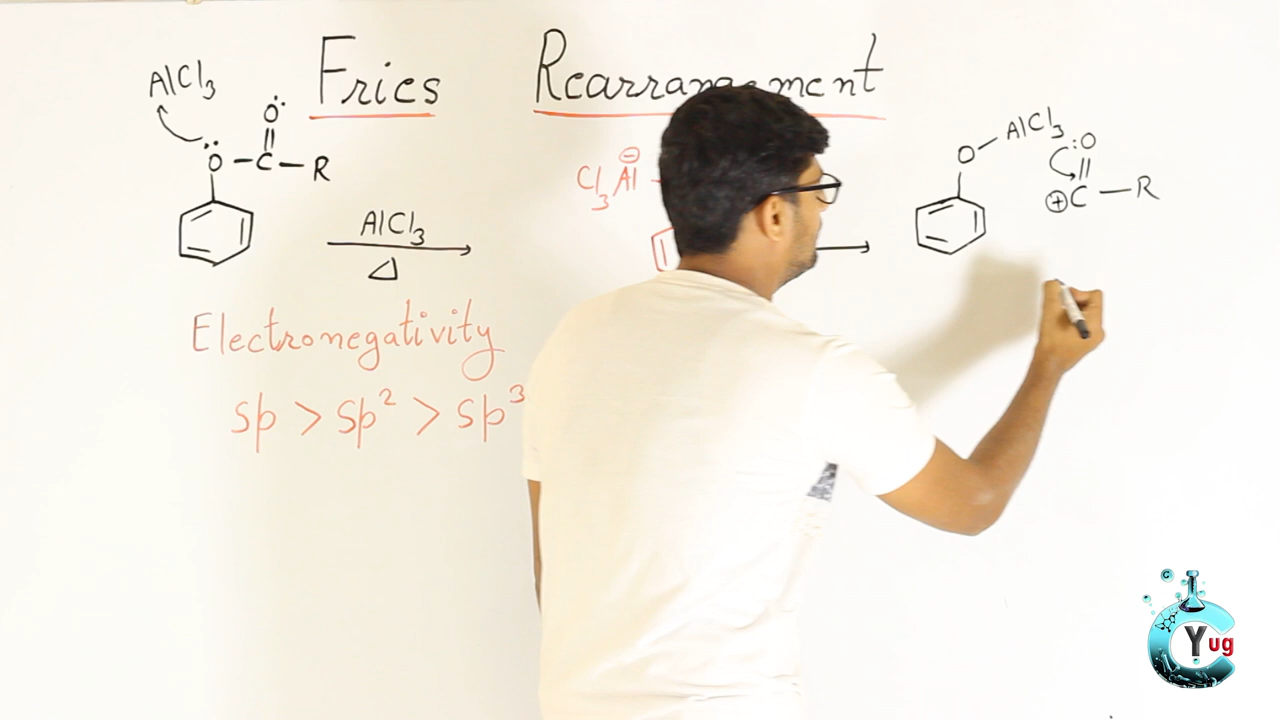 Fries Rearrangement
AlCl3
O
O – C – R
AlCl3
Δ
Cl3Al
⊖
O – AlCl3
:O
⊕C – R
Electronegativity
sp > sp² > sp³
C Yug